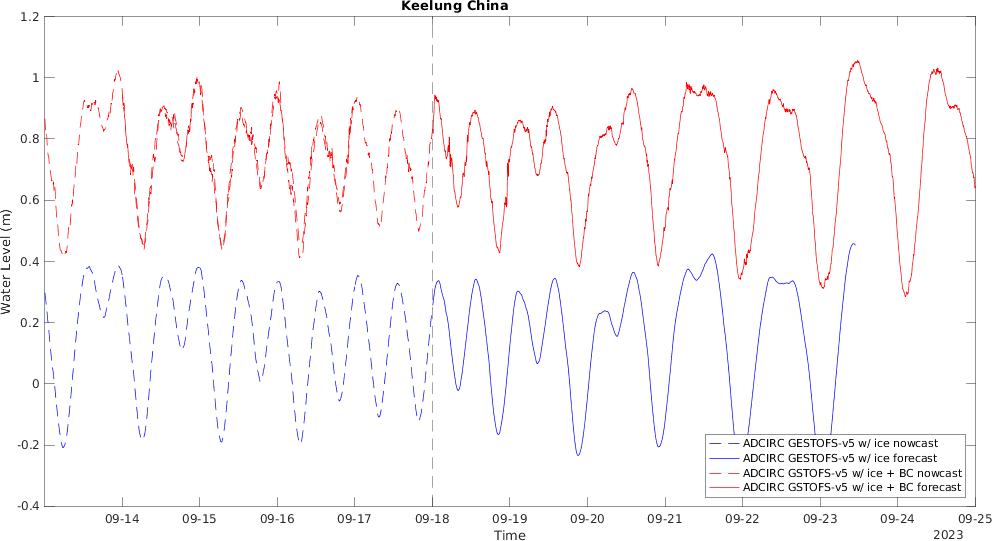 Keelung China
1.2
1
0.8
0.6
0.4
0.2
0
-0.2
-0.4
Water Level (m)
ADCIRC GESTOFS-v5 w/ ice nowcast
ADCIRC GESTOFS-v5 w/ ice forecast
ADCIRC GSTOFS-v5 w/ ice + BC nowcast
ADCIRC GSTOFS-v5 w/ ice + BC forecast
09-14 09-15 09-16 09-17 09-18 09-19 09-20 09-21 09-22 09-23 09-24 09-25
Time
2023